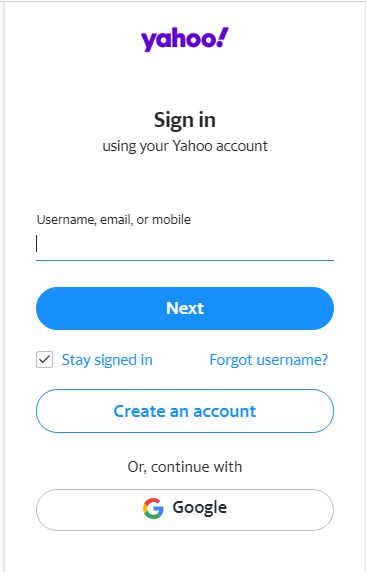 yahoo!
Sign in
using your Yahoo account
Username, email, or mobile
Next
Stay signed in Forgot username?
Create an account
Or, continue with
Google